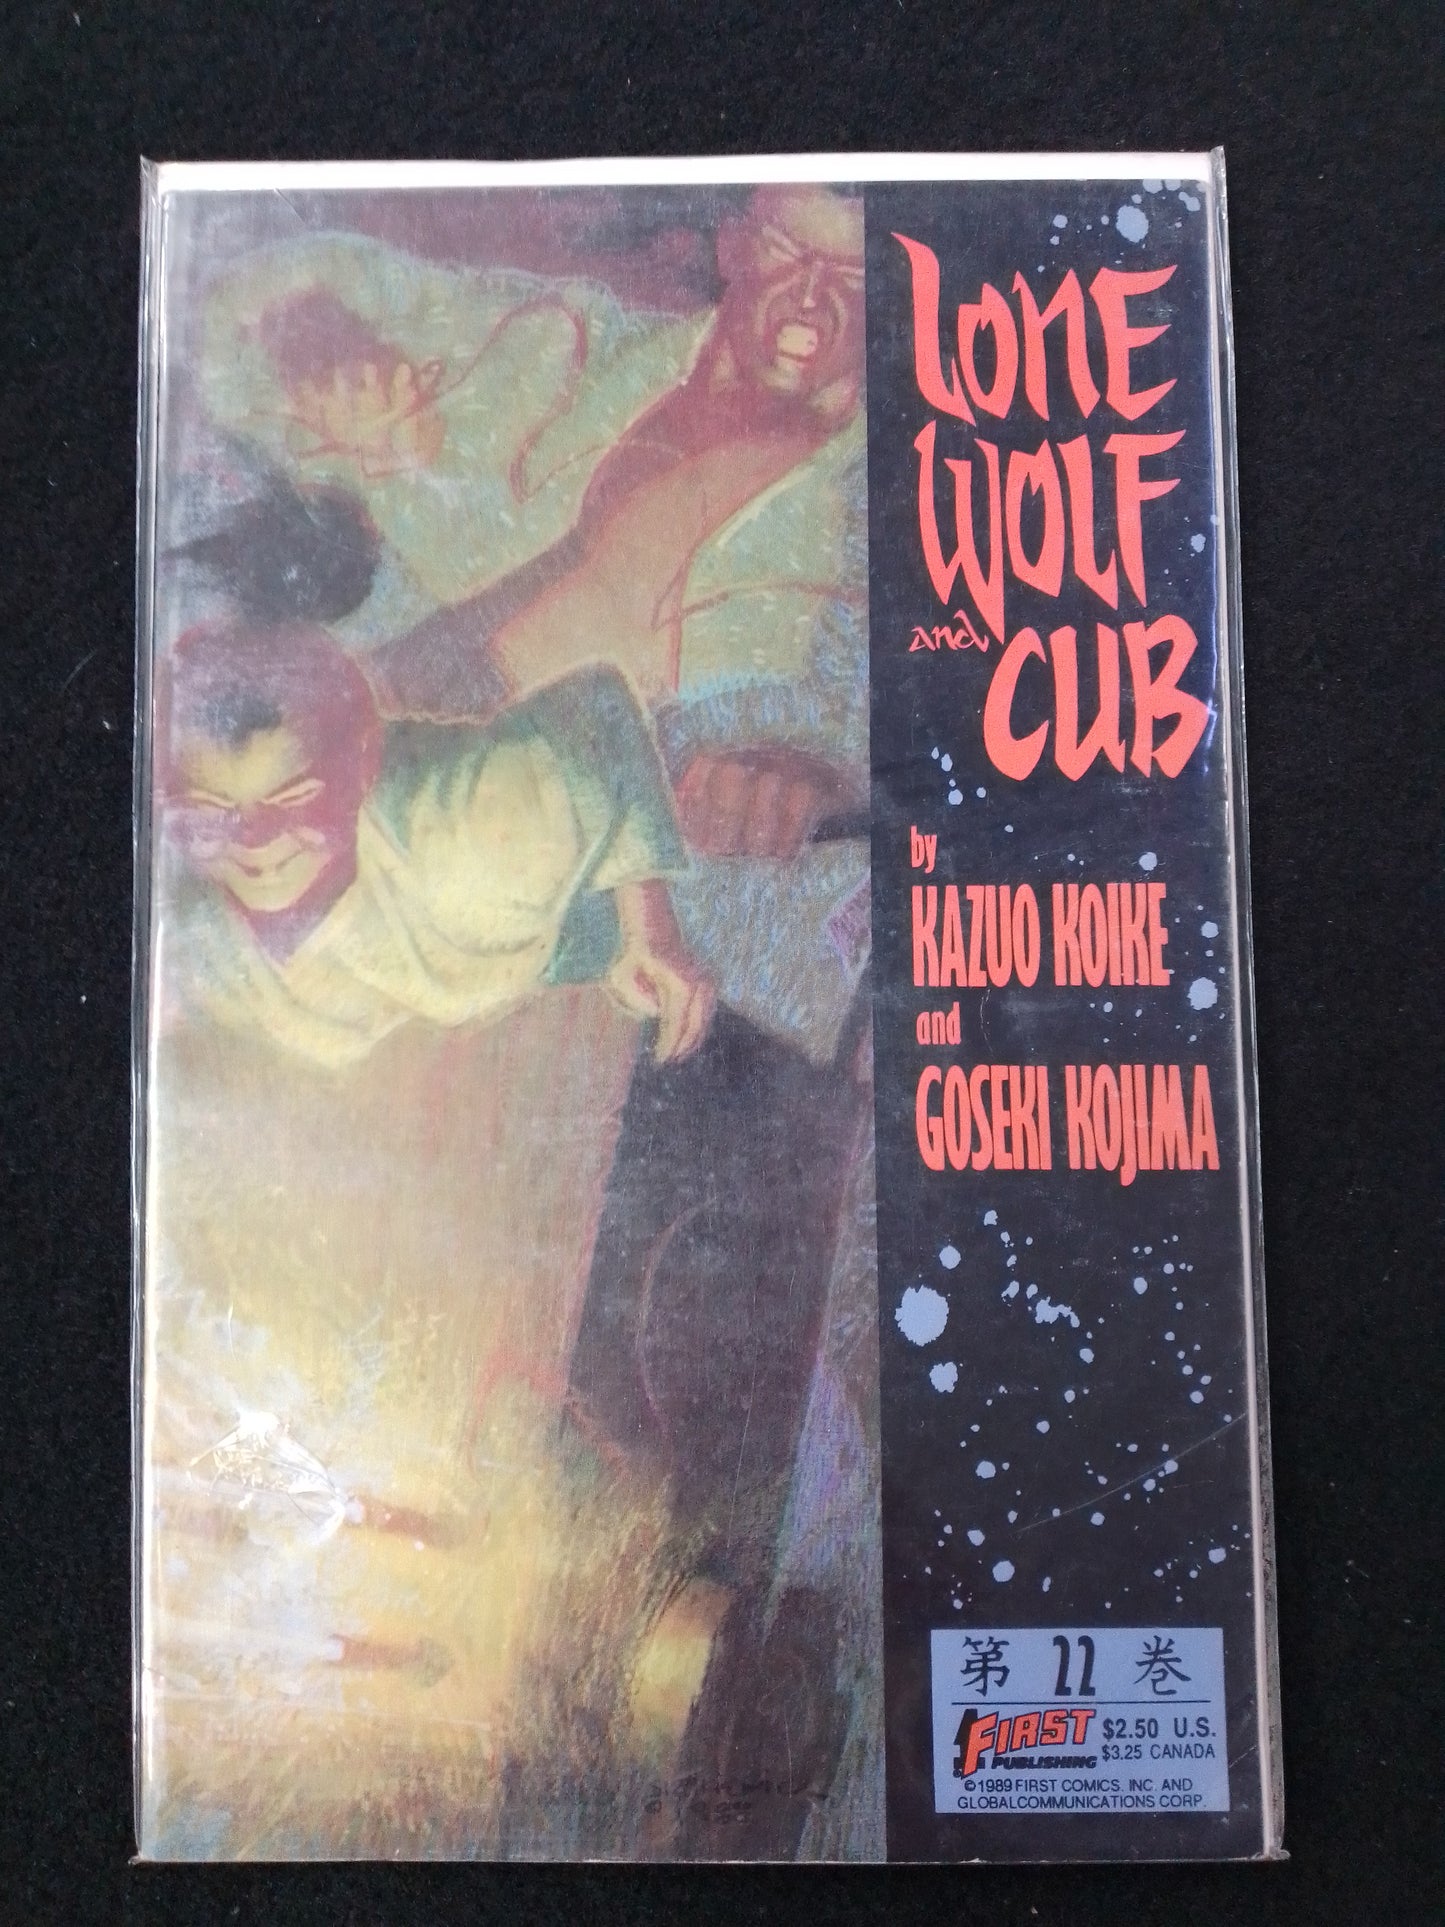 LONE
WOLF
and CUB
by
KAZUO KOIKE
and
GOSEKI KOJIMA
第 22 巻
FIRST
PUBLISHING
$2.50 U.S.
$3.25 CANADA
©1989 FIRST COMICS, INC. AND
GLOBALCOMMUNICATIONS CORP.